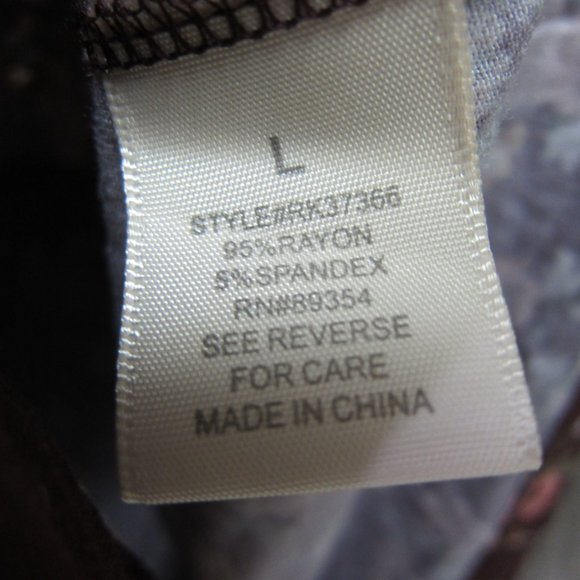 L
STYLE#RK37366
95%RAYON
5%SPANDEX
RN#89354
SEE REVERSE
FOR CARE
MADE IN CHINA